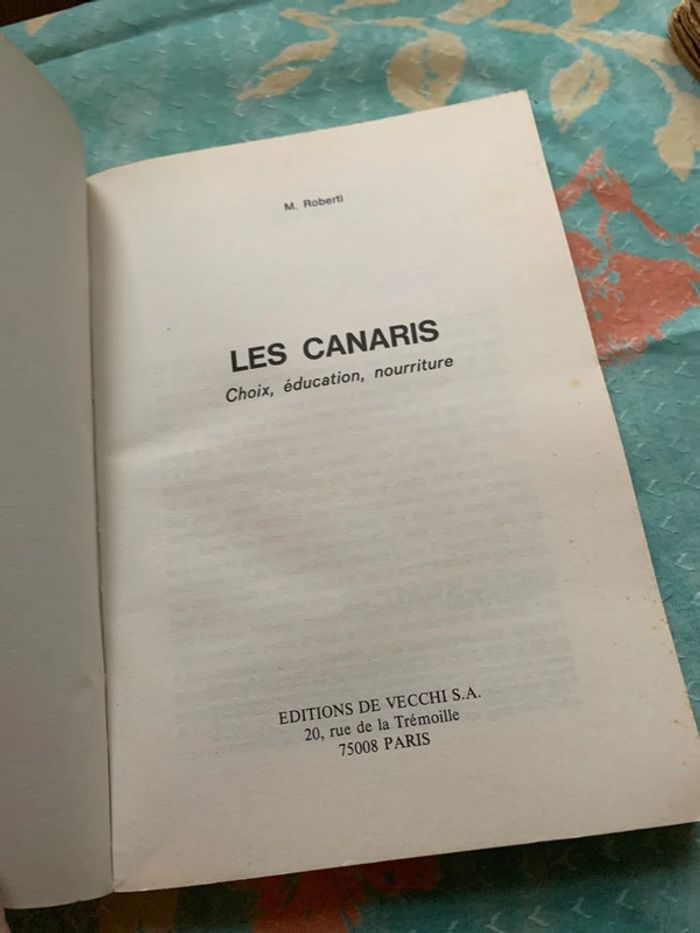 M. Roberti
LES CANARIS
Choix, éducation, nourriture
EDITIONS DE VECCHI S.A.
20, rue de la Trémoille
75008 PARIS